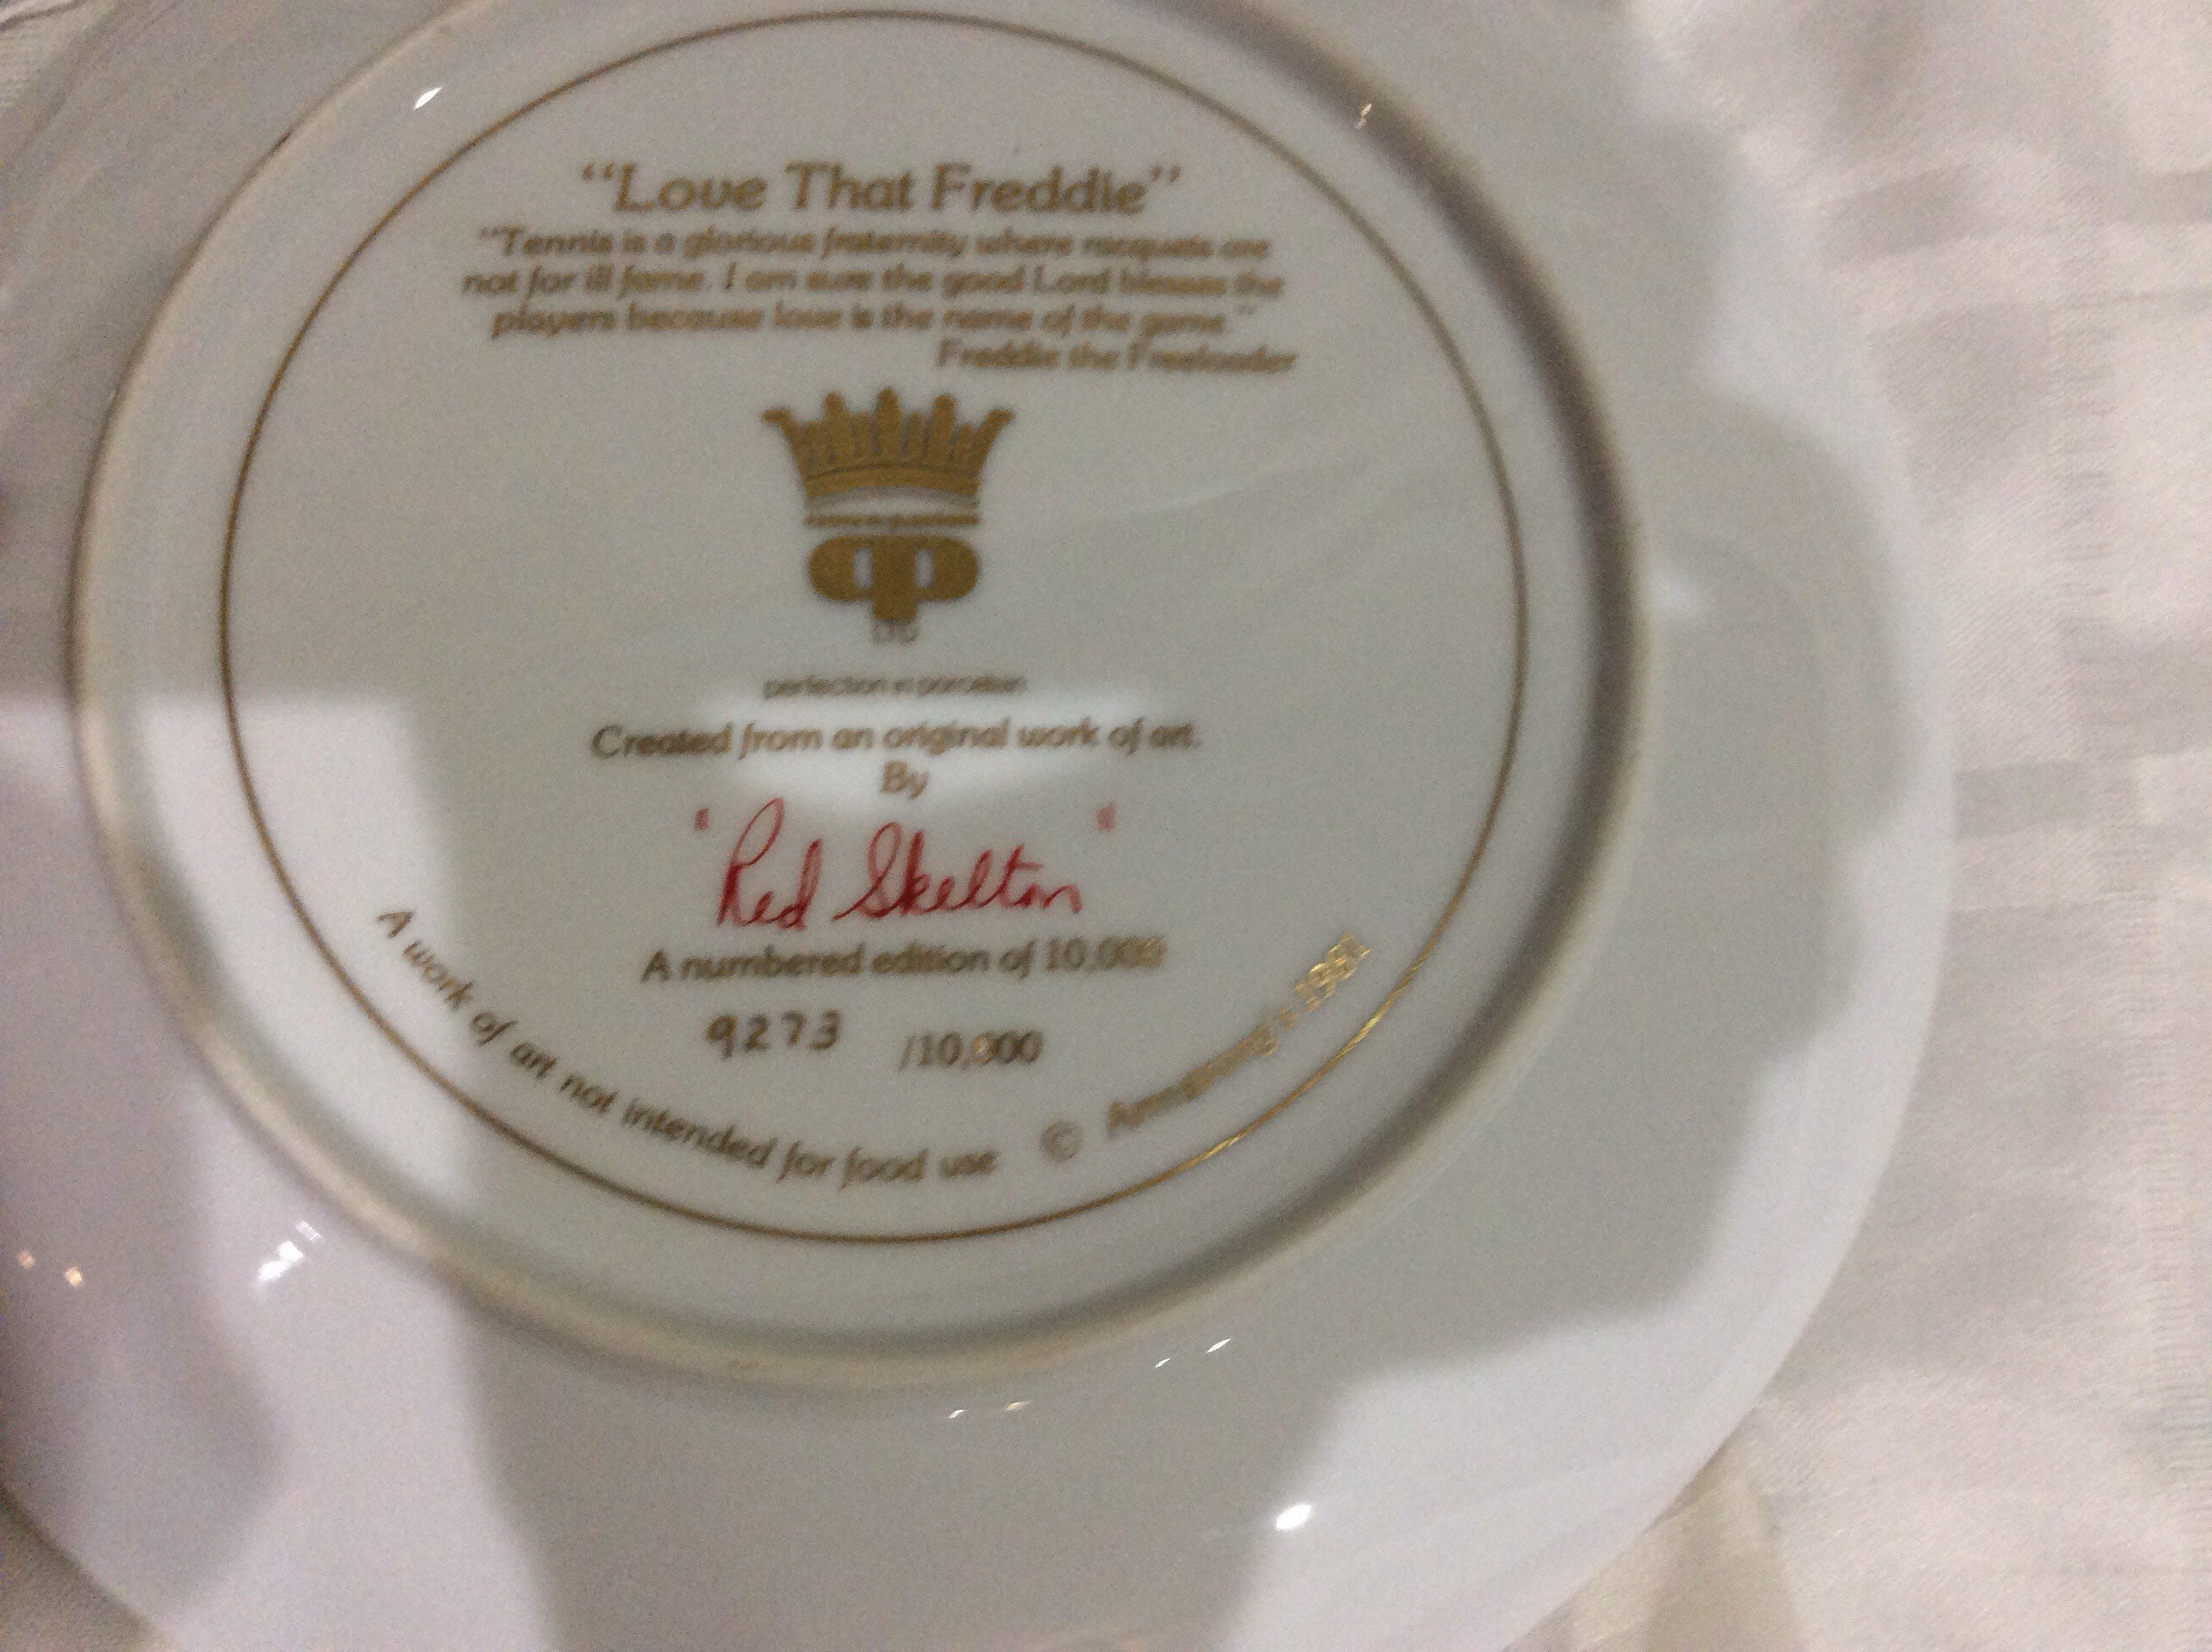 “Love That Freddie”
“Tennis is a glorious fraternity where racquets are
not for ill fame. I am sure the good Lord blesses the
players because love is the name of the game.”
Freddie the Freeloader
LTD
perfection in porcelain
Created from an original work of art.
By
"Red Skelton"
A numbered edition of 10,000
9273 /10,000
A work of art not intended for food use © Armstrong's 1981